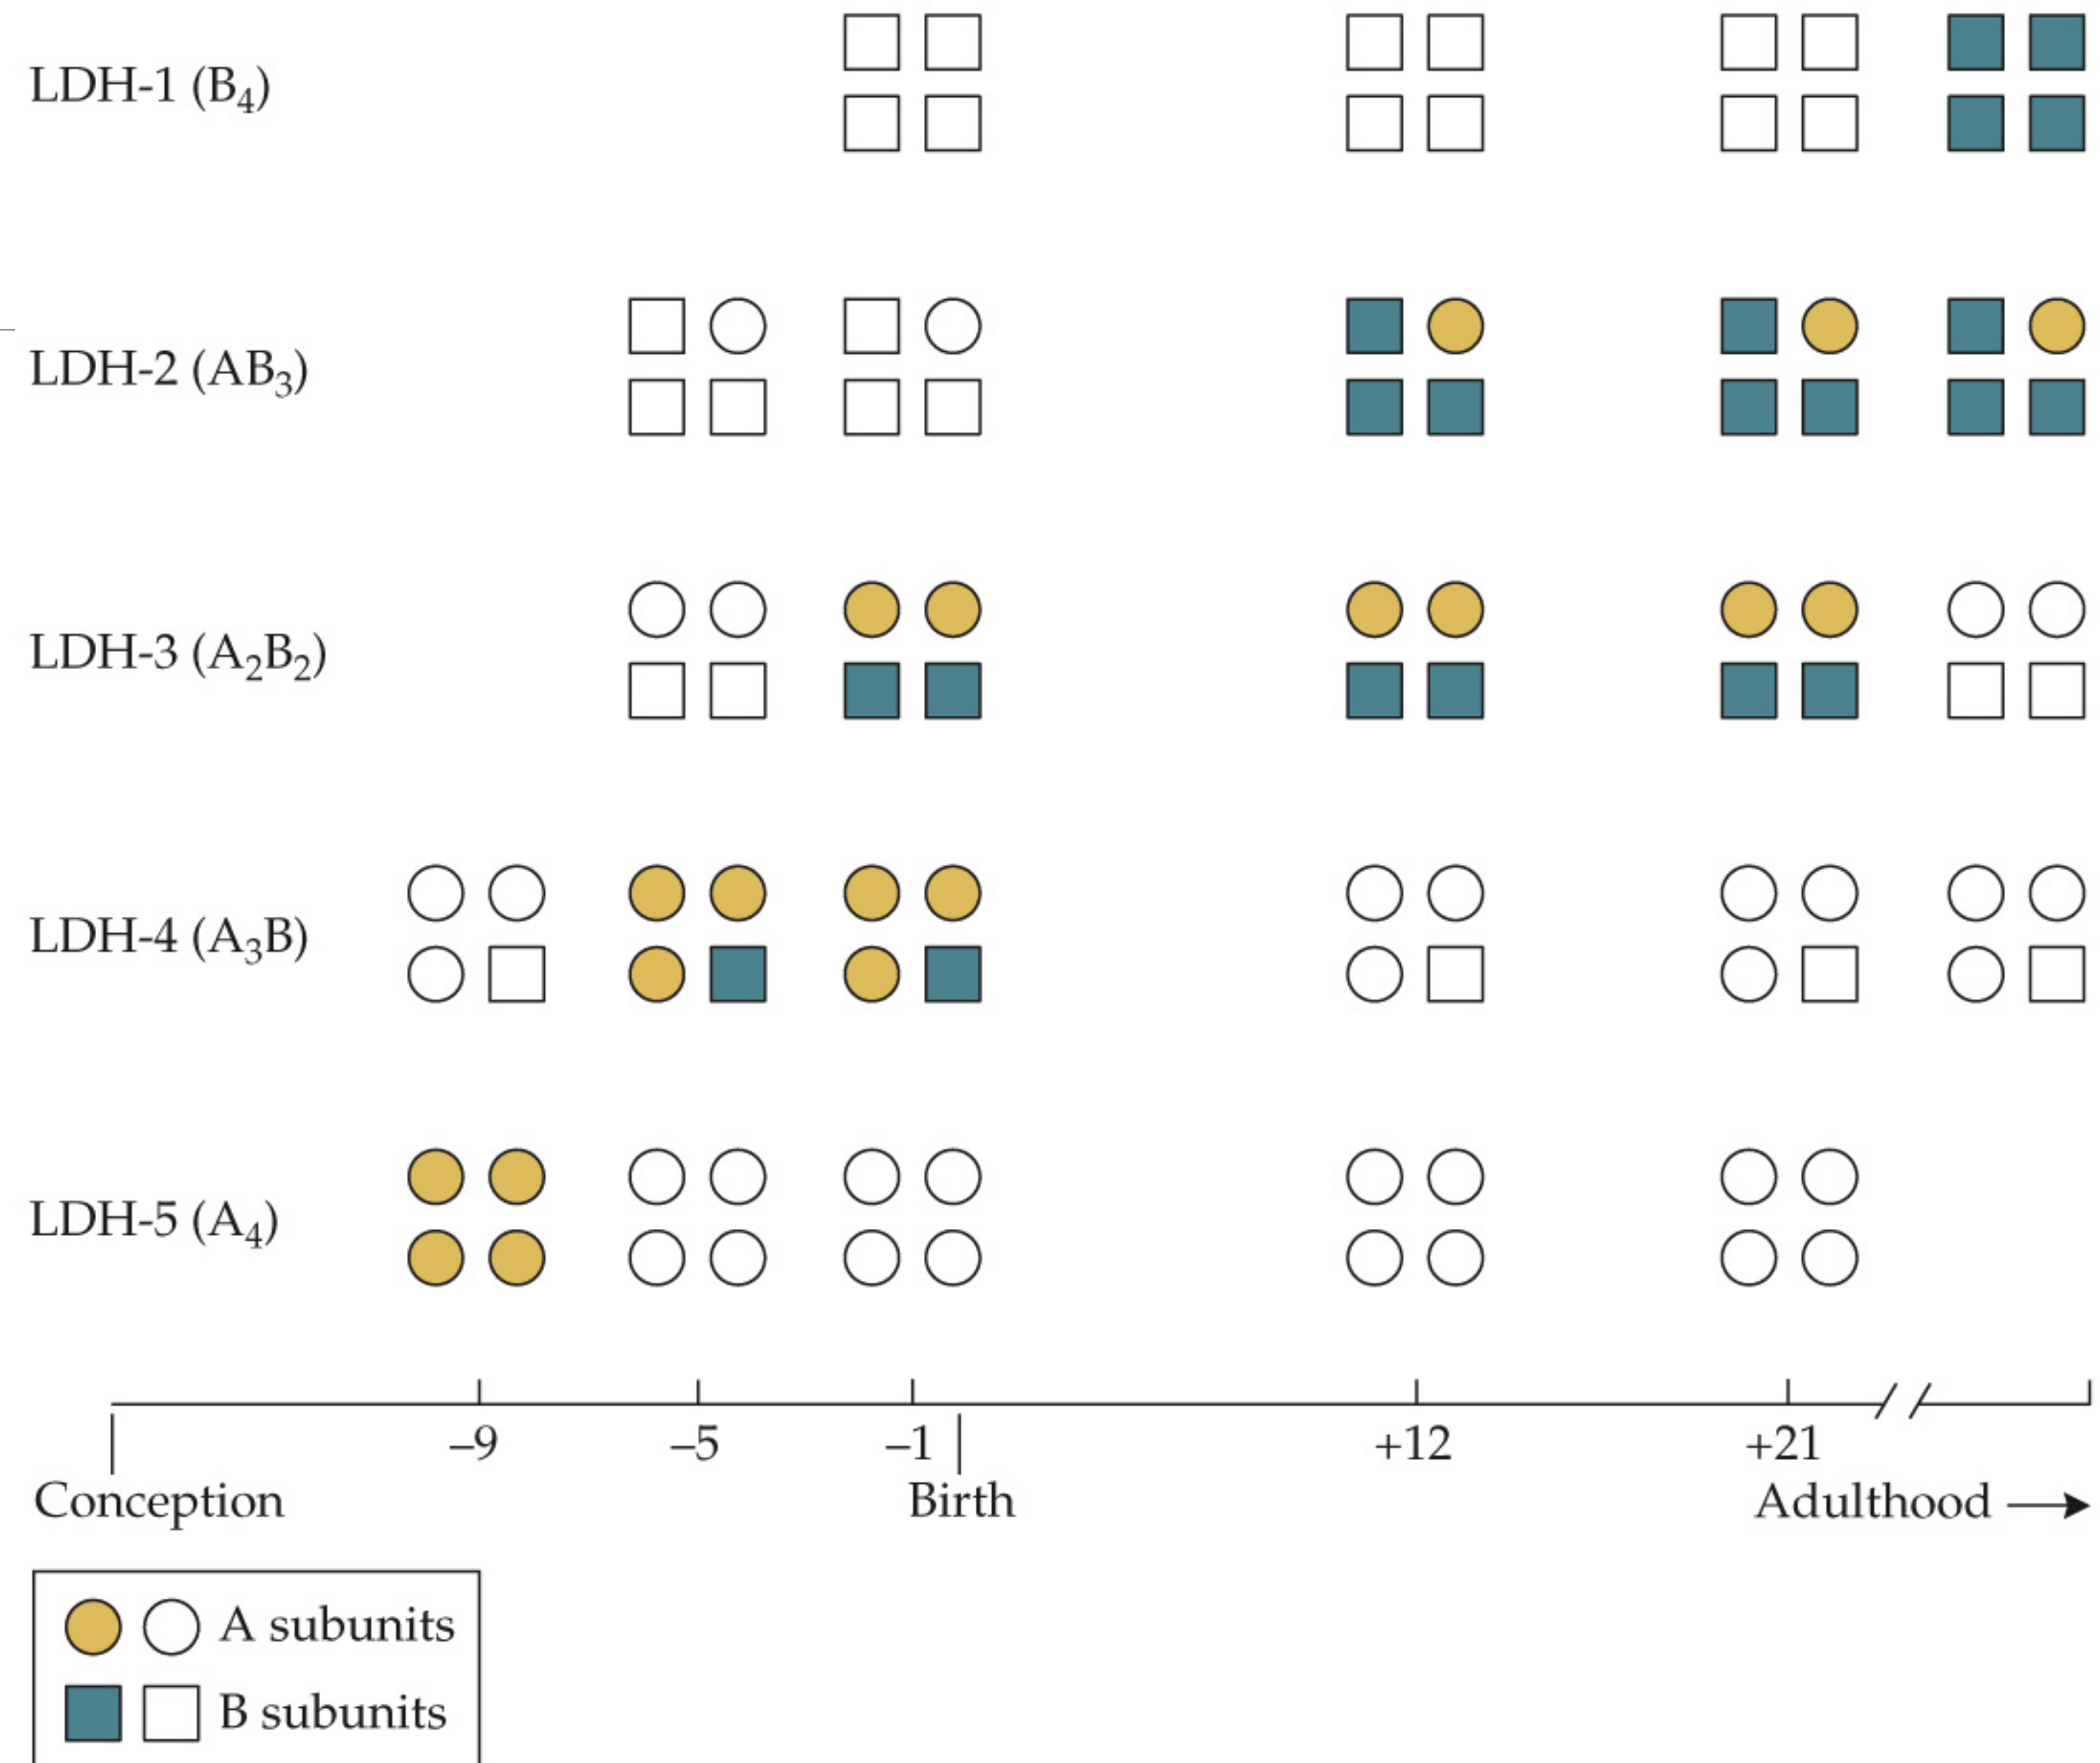 LDH-1 (B₄)
LDH-2 (AB₃)
LDH-3 (A₂B₂)
LDH-4 (A₃B)
LDH-5 (A₄)
–9 –5 –1 +12 +21
Conception Birth Adulthood
A subunits
B subunits